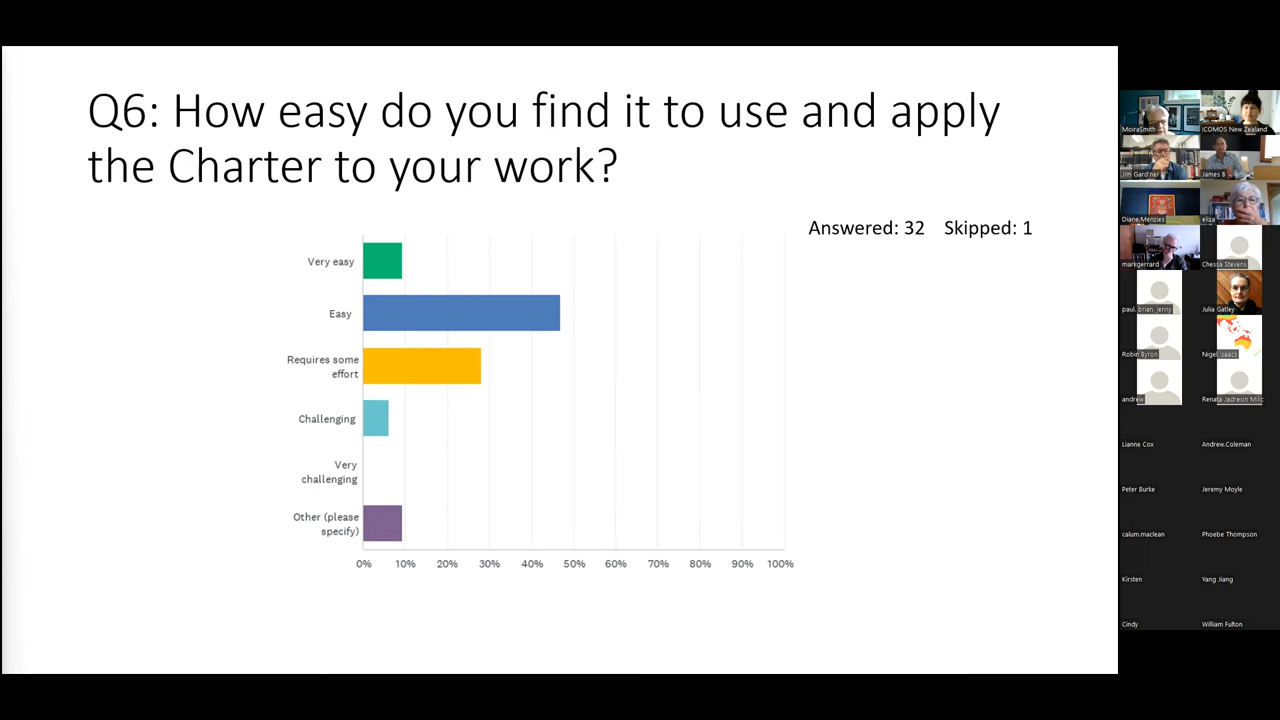 Q6: How easy do you find it to use and apply
the Charter to your work?
Answered: 32 Skipped: 1
Very easy
Easy
Requires some
effort
Challenging
Very
challenging
Other (please
specify)
0% 10% 20% 30% 40% 50% 60% 70% 80% 90% 100%
MoiraSmith
ICOMOS New Zealand
Jim Gard'ner
James B
Diane Menzies
eliza
markgerrard
Chessa Stevens
paul, brian, jenny
Julia Gatley
Robin Byron
Nigel Isaacs
andrew
Renata Jadresin Milic
Lianne Cox
Andrew.Coleman
Peter Burke
Jeremy Moyle
calum.maclean
Phoebe Thompson
Kirsten
Yang Jiang
Cindy
William Fulton